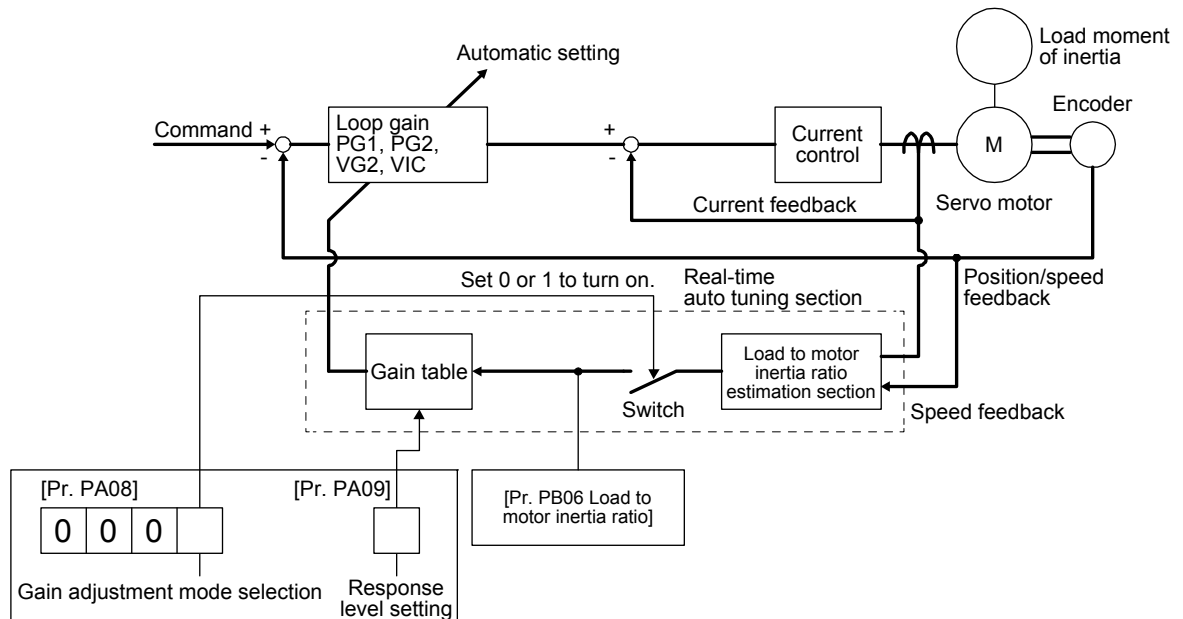 Load moment
of inertia
Automatic setting
Encoder
Command +
-
Loop gain
PG1, PG2,
VG2, VIC
+
-
Current
control
M
Servo motor
Current feedback
Set 0 or 1 to turn on.
Real-time
auto tuning section
Position/speed
feedback
Gain table
Switch
Load to motor
inertia ratio
estimation section
Speed feedback
[Pr. PA08]
[Pr. PA09]
[Pr. PB06 Load to
motor inertia ratio]
0 0 0
Gain adjustment mode selection
Response
level setting